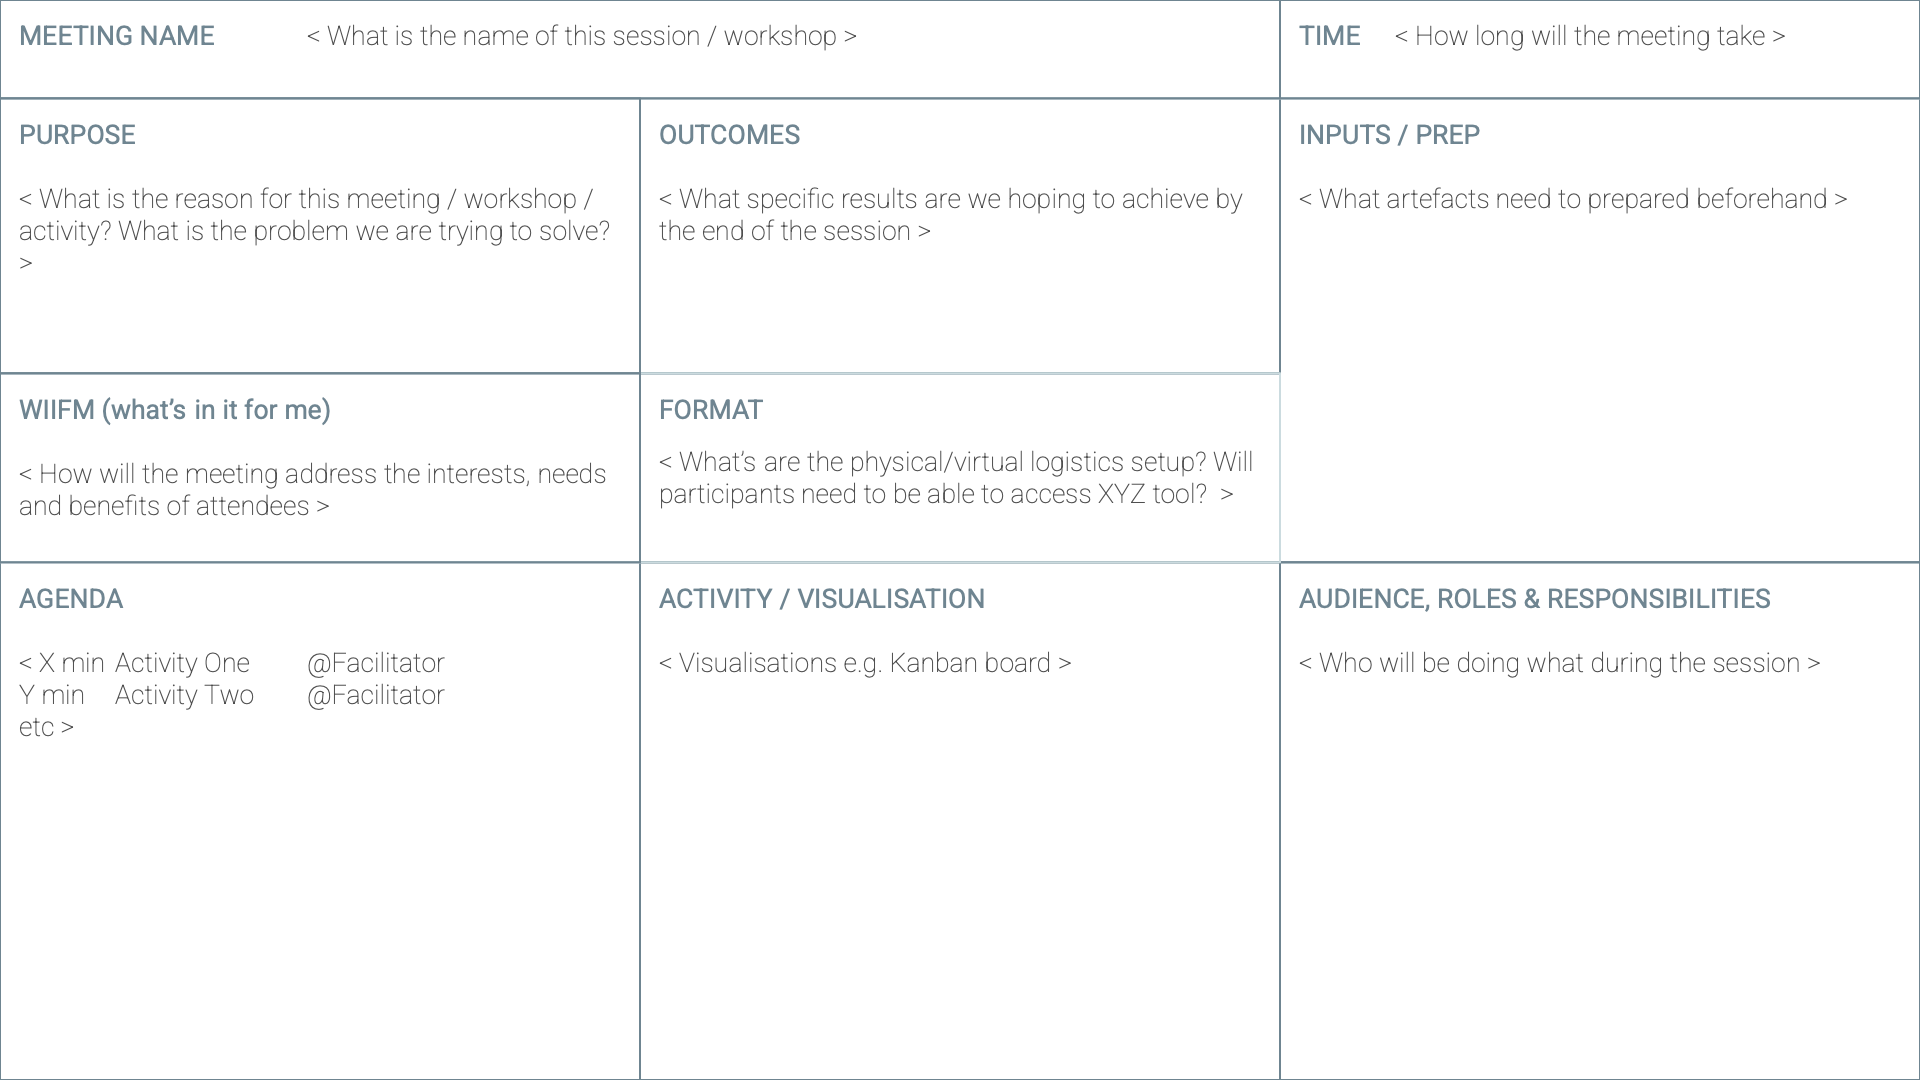 MEETING NAME < What is the name of this session / workshop >
TIME < How long will the meeting take >
PURPOSE
< What is the reason for this meeting / workshop /
activity? What is the problem we are trying to solve?
>
OUTCOMES
< What specific results are we hoping to achieve by
the end of the session >
INPUTS / PREP
< What artefacts need to prepared beforehand >
WIIFM (what’s in it for me)
< How will the meeting address the interests, needs
and benefits of attendees >
FORMAT
< What’s are the physical/virtual logistics setup? Will
participants need to be able to access XYZ tool? >
AGENDA
< X min Activity One @Facilitator
Y min Activity Two @Facilitator
etc >
ACTIVITY / VISUALISATION
< Visualisations e.g. Kanban board >
AUDIENCE, ROLES & RESPONSIBILITIES
< Who will be doing what during the session >